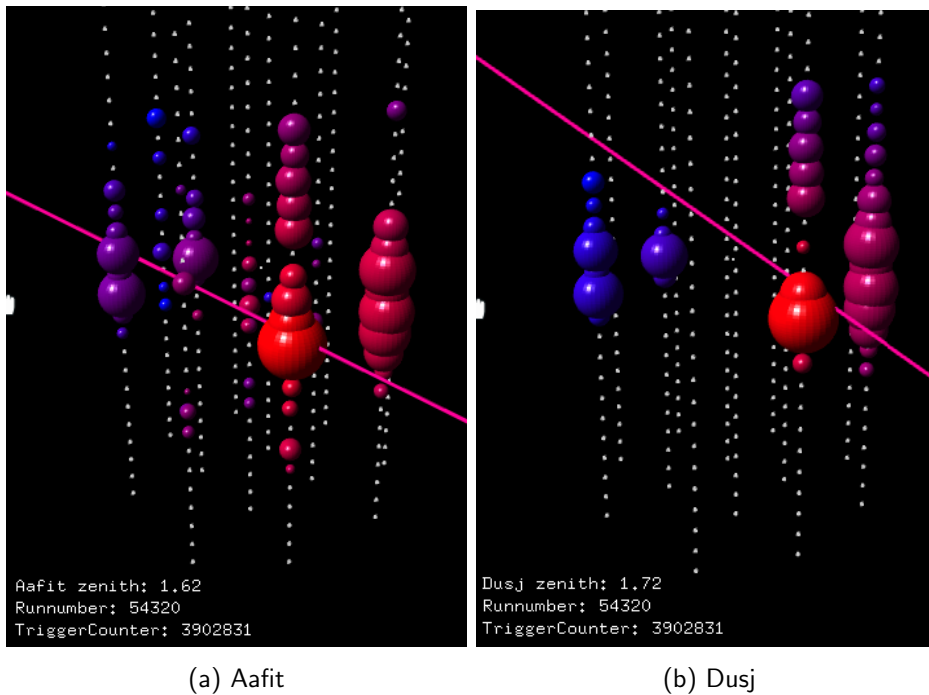 Aafit zenith: 1.62
Runnumber: 54320
TriggerCounter: 3902831
Dusj zenith: 1.72
Runnumber: 54320
TriggerCounter: 3902831
(a) Aafit
(b) Dusj